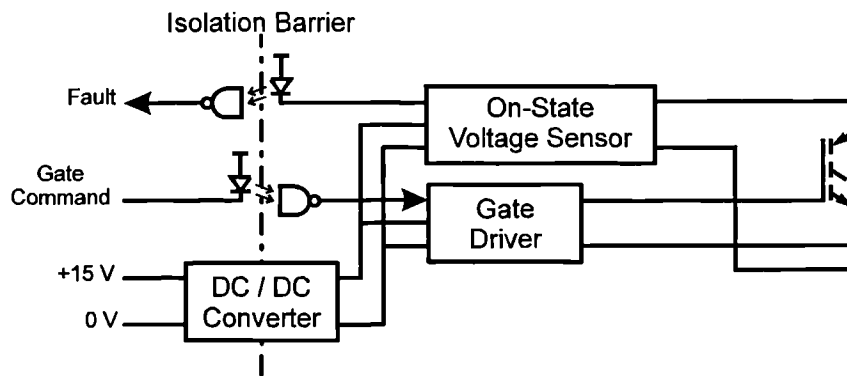 Isolation Barrier
Fault
On-State
Voltage Sensor
Gate
Command
Gate
Driver
+15 V
0 V
DC / DC
Converter